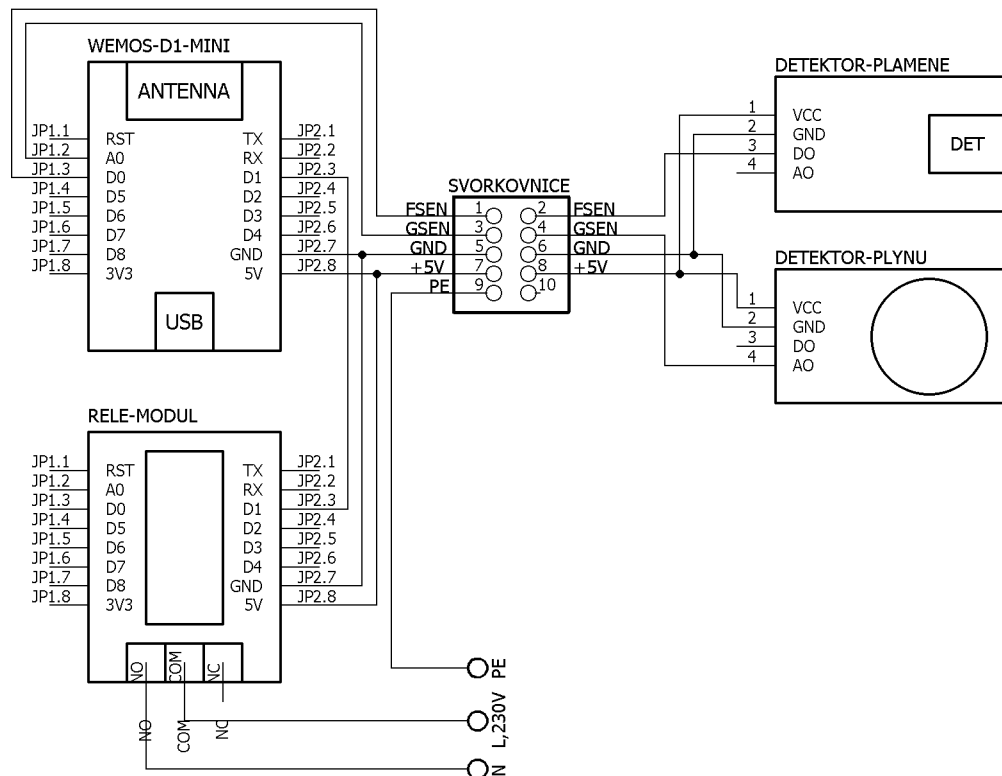 WEMOS-D1-MINI
ANTENNA
JP1.1 RST TX JP2.1
JP1.2 A0 RX JP2.2
JP1.3 D0 D1 JP2.3
JP1.4 D5 D2 JP2.4
JP1.5 D6 D3 JP2.5
JP1.6 D7 D4 JP2.6
JP1.7 D8 GND JP2.7
JP1.8 3V3 5V JP2.8
USB
SVORKOVNICE
FSEN 1 2 FSEN
GSEN 3 4 GSEN
GND 5 6 GND
+5V 7 8 +5V
PE 9 10
DETEKTOR-PLAMENE
1 VCC
2 GND
3 DO
4 AO
DET
DETEKTOR-PLYNU
1 VCC
2 GND
3 DO
4 AO
RELE-MODUL
JP1.1 RST TX JP2.1
JP1.2 A0 RX JP2.2
JP1.3 D0 D1 JP2.3
JP1.4 D5 D2 JP2.4
JP1.5 D6 D3 JP2.5
JP1.6 D7 D4 JP2.6
JP1.7 D8 GND JP2.7
JP1.8 3V3 5V JP2.8
NO COM NC
NO COM NC
PE
L,230V
N